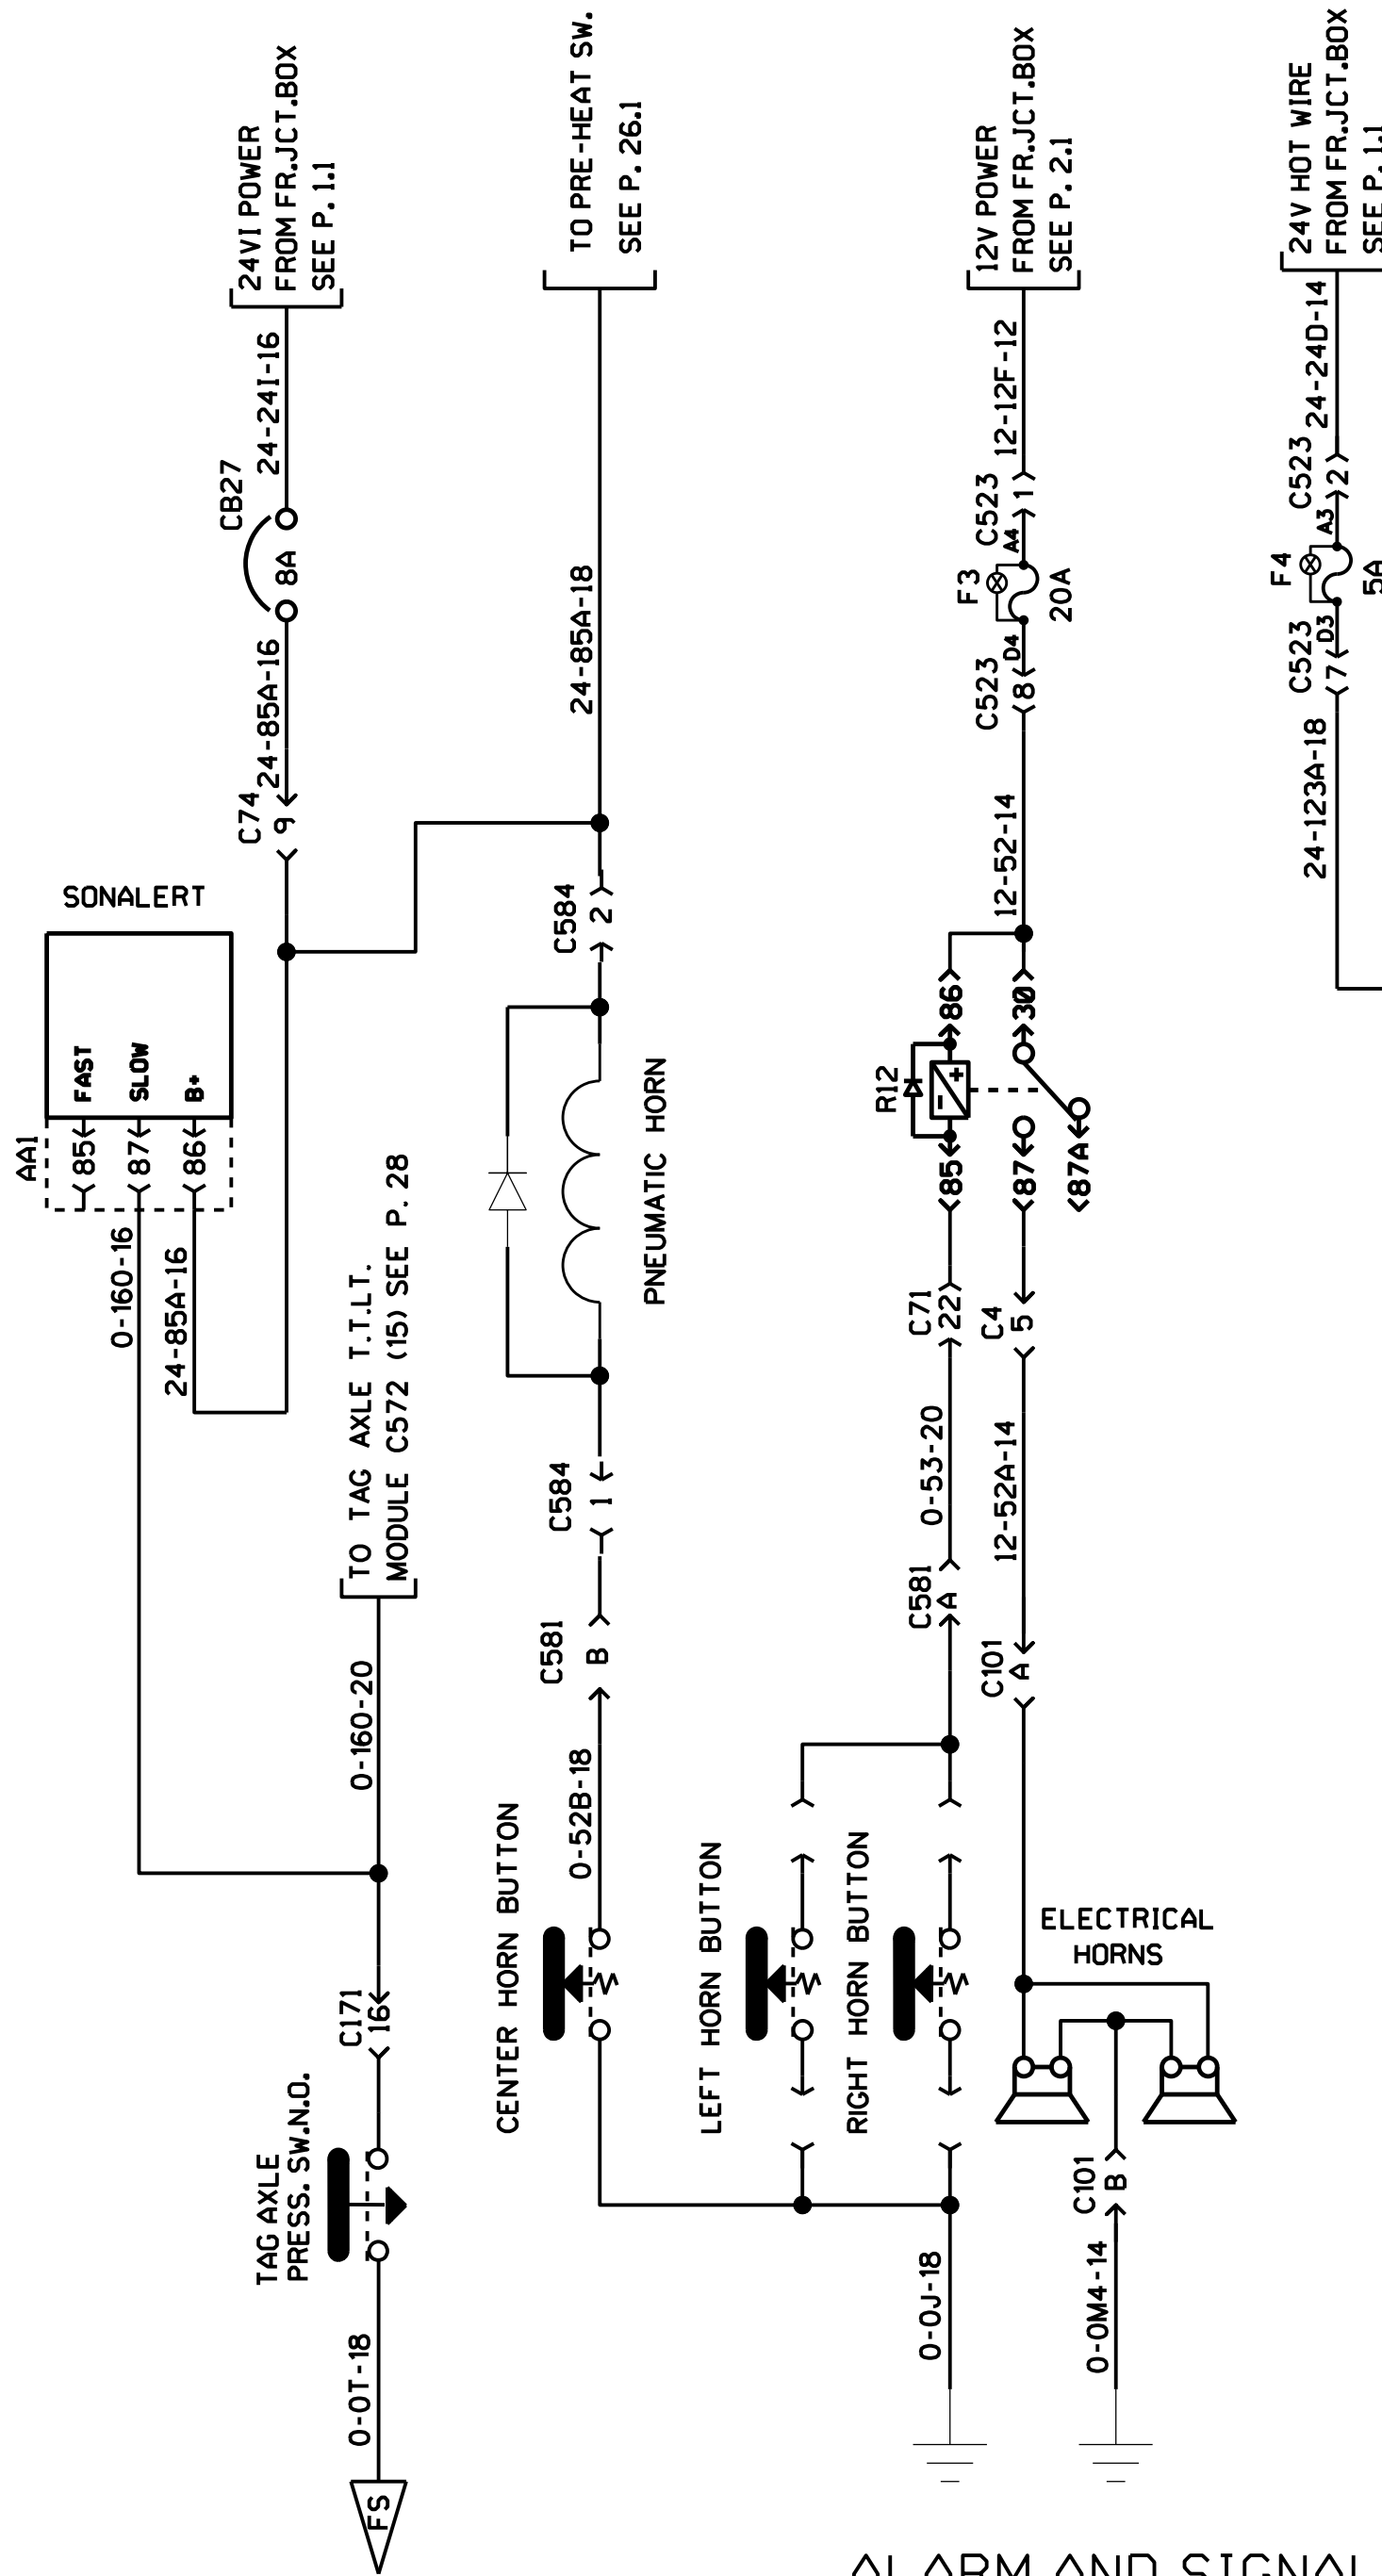 24VI POWER
FROM FR.JCT.BOX
SEE P. 1.1
24-24I-16
CB27
8A
24-85A-16
C74
9
SONALERT
FAST
SLOW
B+
AA1
85
87
86
0-160-16
24-85A-16
TO TAG AXLE T.T.LT.
MODULE C572 (15) SEE P. 28
0-160-20
C171
16
TAG AXLE
PRESS. SW.N.O.
0-0T-18
FS
TO PRE-HEAT SW.
SEE P. 26.1
24-85A-18
C584
2
PNEUMATIC HORN
C584
1
C581
B
0-52B-18
CENTER HORN BUTTON
LEFT HORN BUTTON
RIGHT HORN BUTTON
12V POWER
FROM FR.JCT.BOX
SEE P. 2.1
12-12F-12
C523
1
A4
F3
20A
D4
C523
8
12-52-14
86
30
R12
85
87
87A
C71
22
C4
5
0-53-20
12-52A-14
C581
A
C101
A
ELECTRICAL
HORNS
C101
B
0-0J-18
0-0M4-14
24V HOT WIRE
FROM FR.JCT.BOX
SEE P. 1.1
24-24D-14
C523
2
A3
F4
5A
D3
C523
7
24-123A-18
ALARM AND SIGNAL